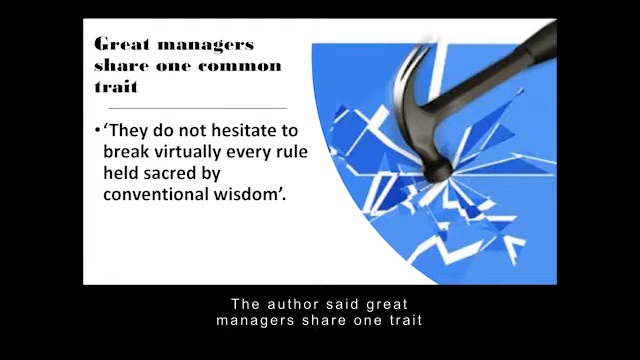 Great managers
share one common
trait
• ‘They do not hesitate to
break virtually every rule
held sacred by
conventional wisdom’.
The author said great
managers share one trait